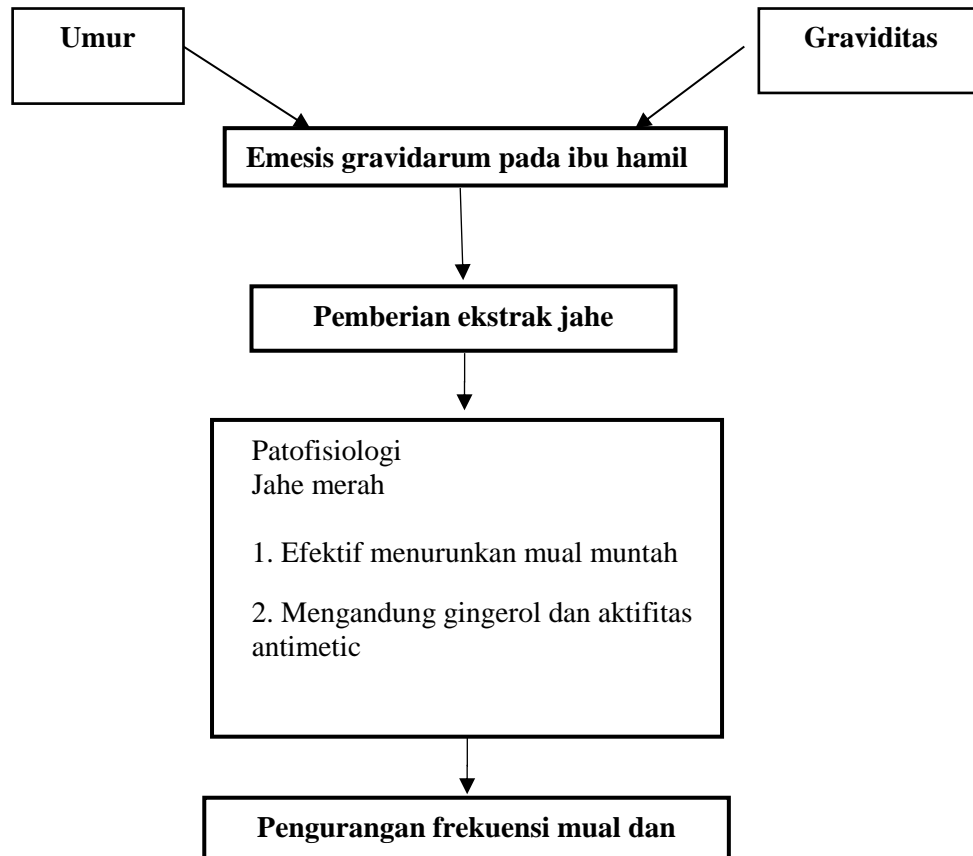 Umur
Graviditas
Emesis gravidarum pada ibu hamil
Pemberian ekstrak jahe
Patofisiologi
Jahe merah
1. Efektif menurunkan mual muntah
2. Mengandung gingerol dan aktifitas
antimetic
Pengurangan frekuensi mual dan